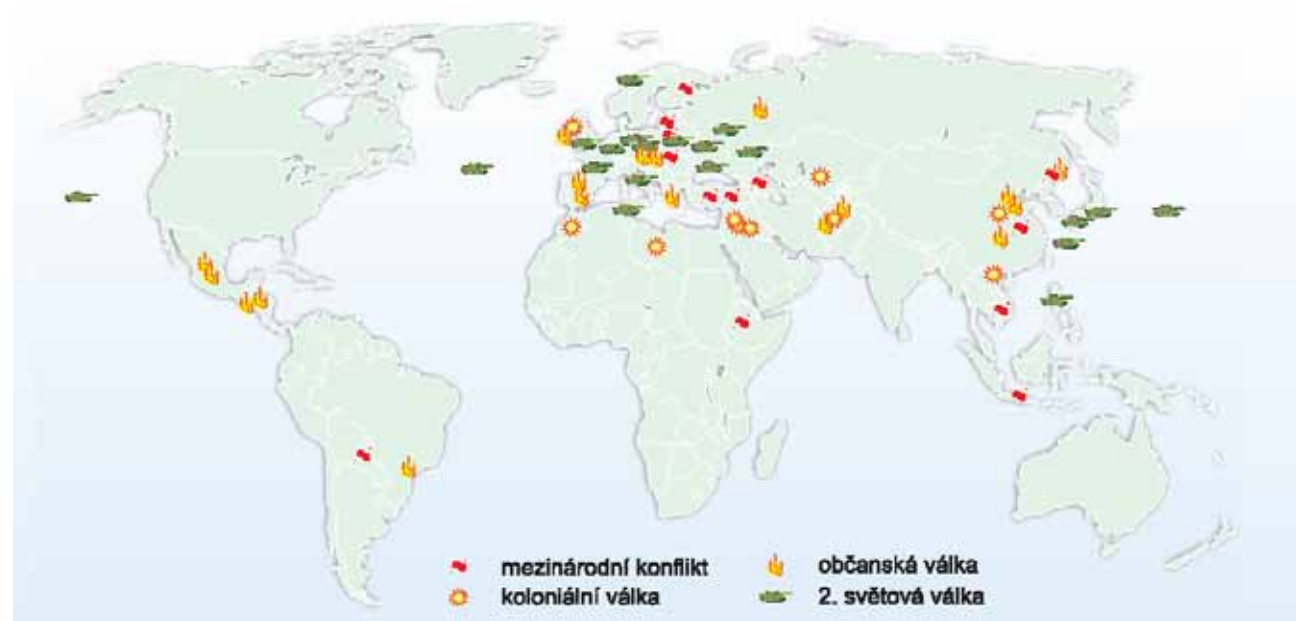 mezinárodní konflikt
občanská válka
koloniální válka
2. světová válka